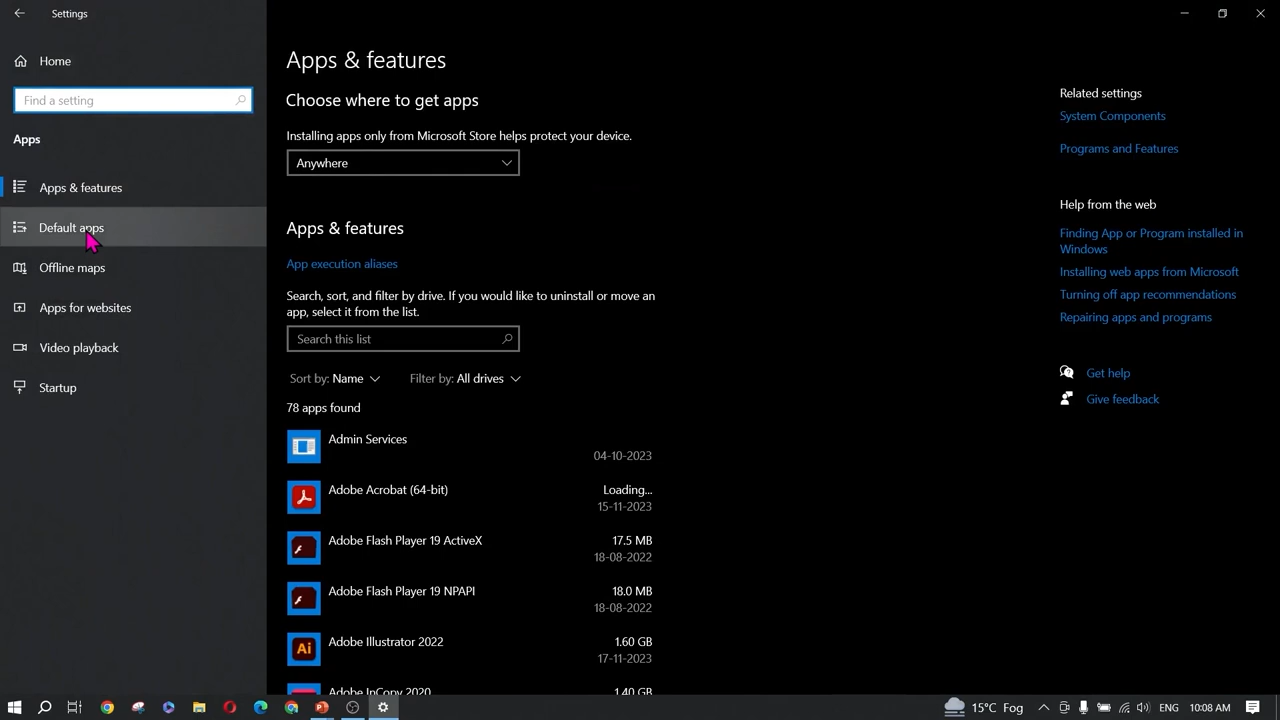 Settings
Home
Find a setting
Apps
Apps & features
Default apps
Offline maps
Apps for websites
Video playback
Startup
Apps & features
Choose where to get apps
Installing apps only from Microsoft Store helps protect your device.
Anywhere
Apps & features
App execution aliases
Search, sort, and filter by drive. If you would like to uninstall or move an
app, select it from the list.
Search this list
Sort by: Name
Filter by: All drives
78 apps found
Admin Services
04-10-2023
Adobe Acrobat (64-bit)
Loading...
15-11-2023
Adobe Flash Player 19 ActiveX
17.5 MB
18-08-2022
Adobe Flash Player 19 NPAPI
18.0 MB
18-08-2022
Ai
Adobe Illustrator 2022
1.60 GB
17-11-2023
Adobe InCopy 2020
1.40 GB
Related settings
System Components
Programs and Features
Help from the web
Finding App or Program installed in
Windows
Installing web apps from Microsoft
Turning off app recommendations
Repairing apps and programs
Get help
Give feedback
15°C Fog
ENG
10:08 AM